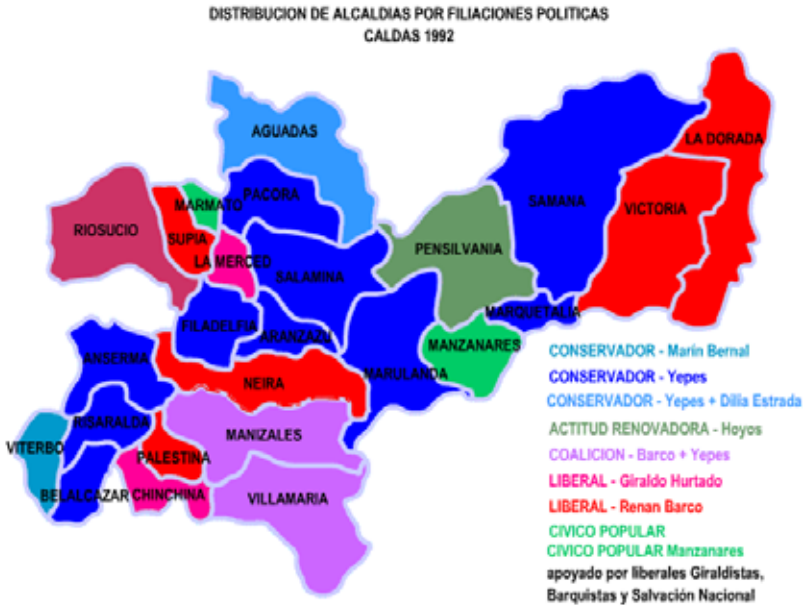 DISTRIBUCION DE ALCALDIAS POR FILIACIONES POLITICAS
CALDAS 1992
AGUADAS
LA DORADA
PACORA
SAMANA
MARMATO
VICTORIA
RIOSUCIO
SUPIA
PENSILVANIA
LA MERCED
SALAMINA
MARQUETALIA
FILADELFIA
ARANZAZU
MANZANARES
ANSERMA
MARULANDA
NEIRA
RISARALDA
MANIZALES
VITERBO
PALESTINA
BELALCAZAR
CHINCHINA
VILLAMARIA
CONSERVADOR - Marin Bernal
CONSERVADOR - Yepes
CONSERVADOR - Yepes + Dilia Estrada
ACTITUD RENOVADORA - Hoyos
COALICION - Barco + Yepes
LIBERAL - Giraldo Hurtado
LIBERAL - Renan Barco
CIVICO POPULAR
CIVICO POPULAR Manzanares
apoyado por liberales Giraldistas,
Barquistas y Salvación Nacional